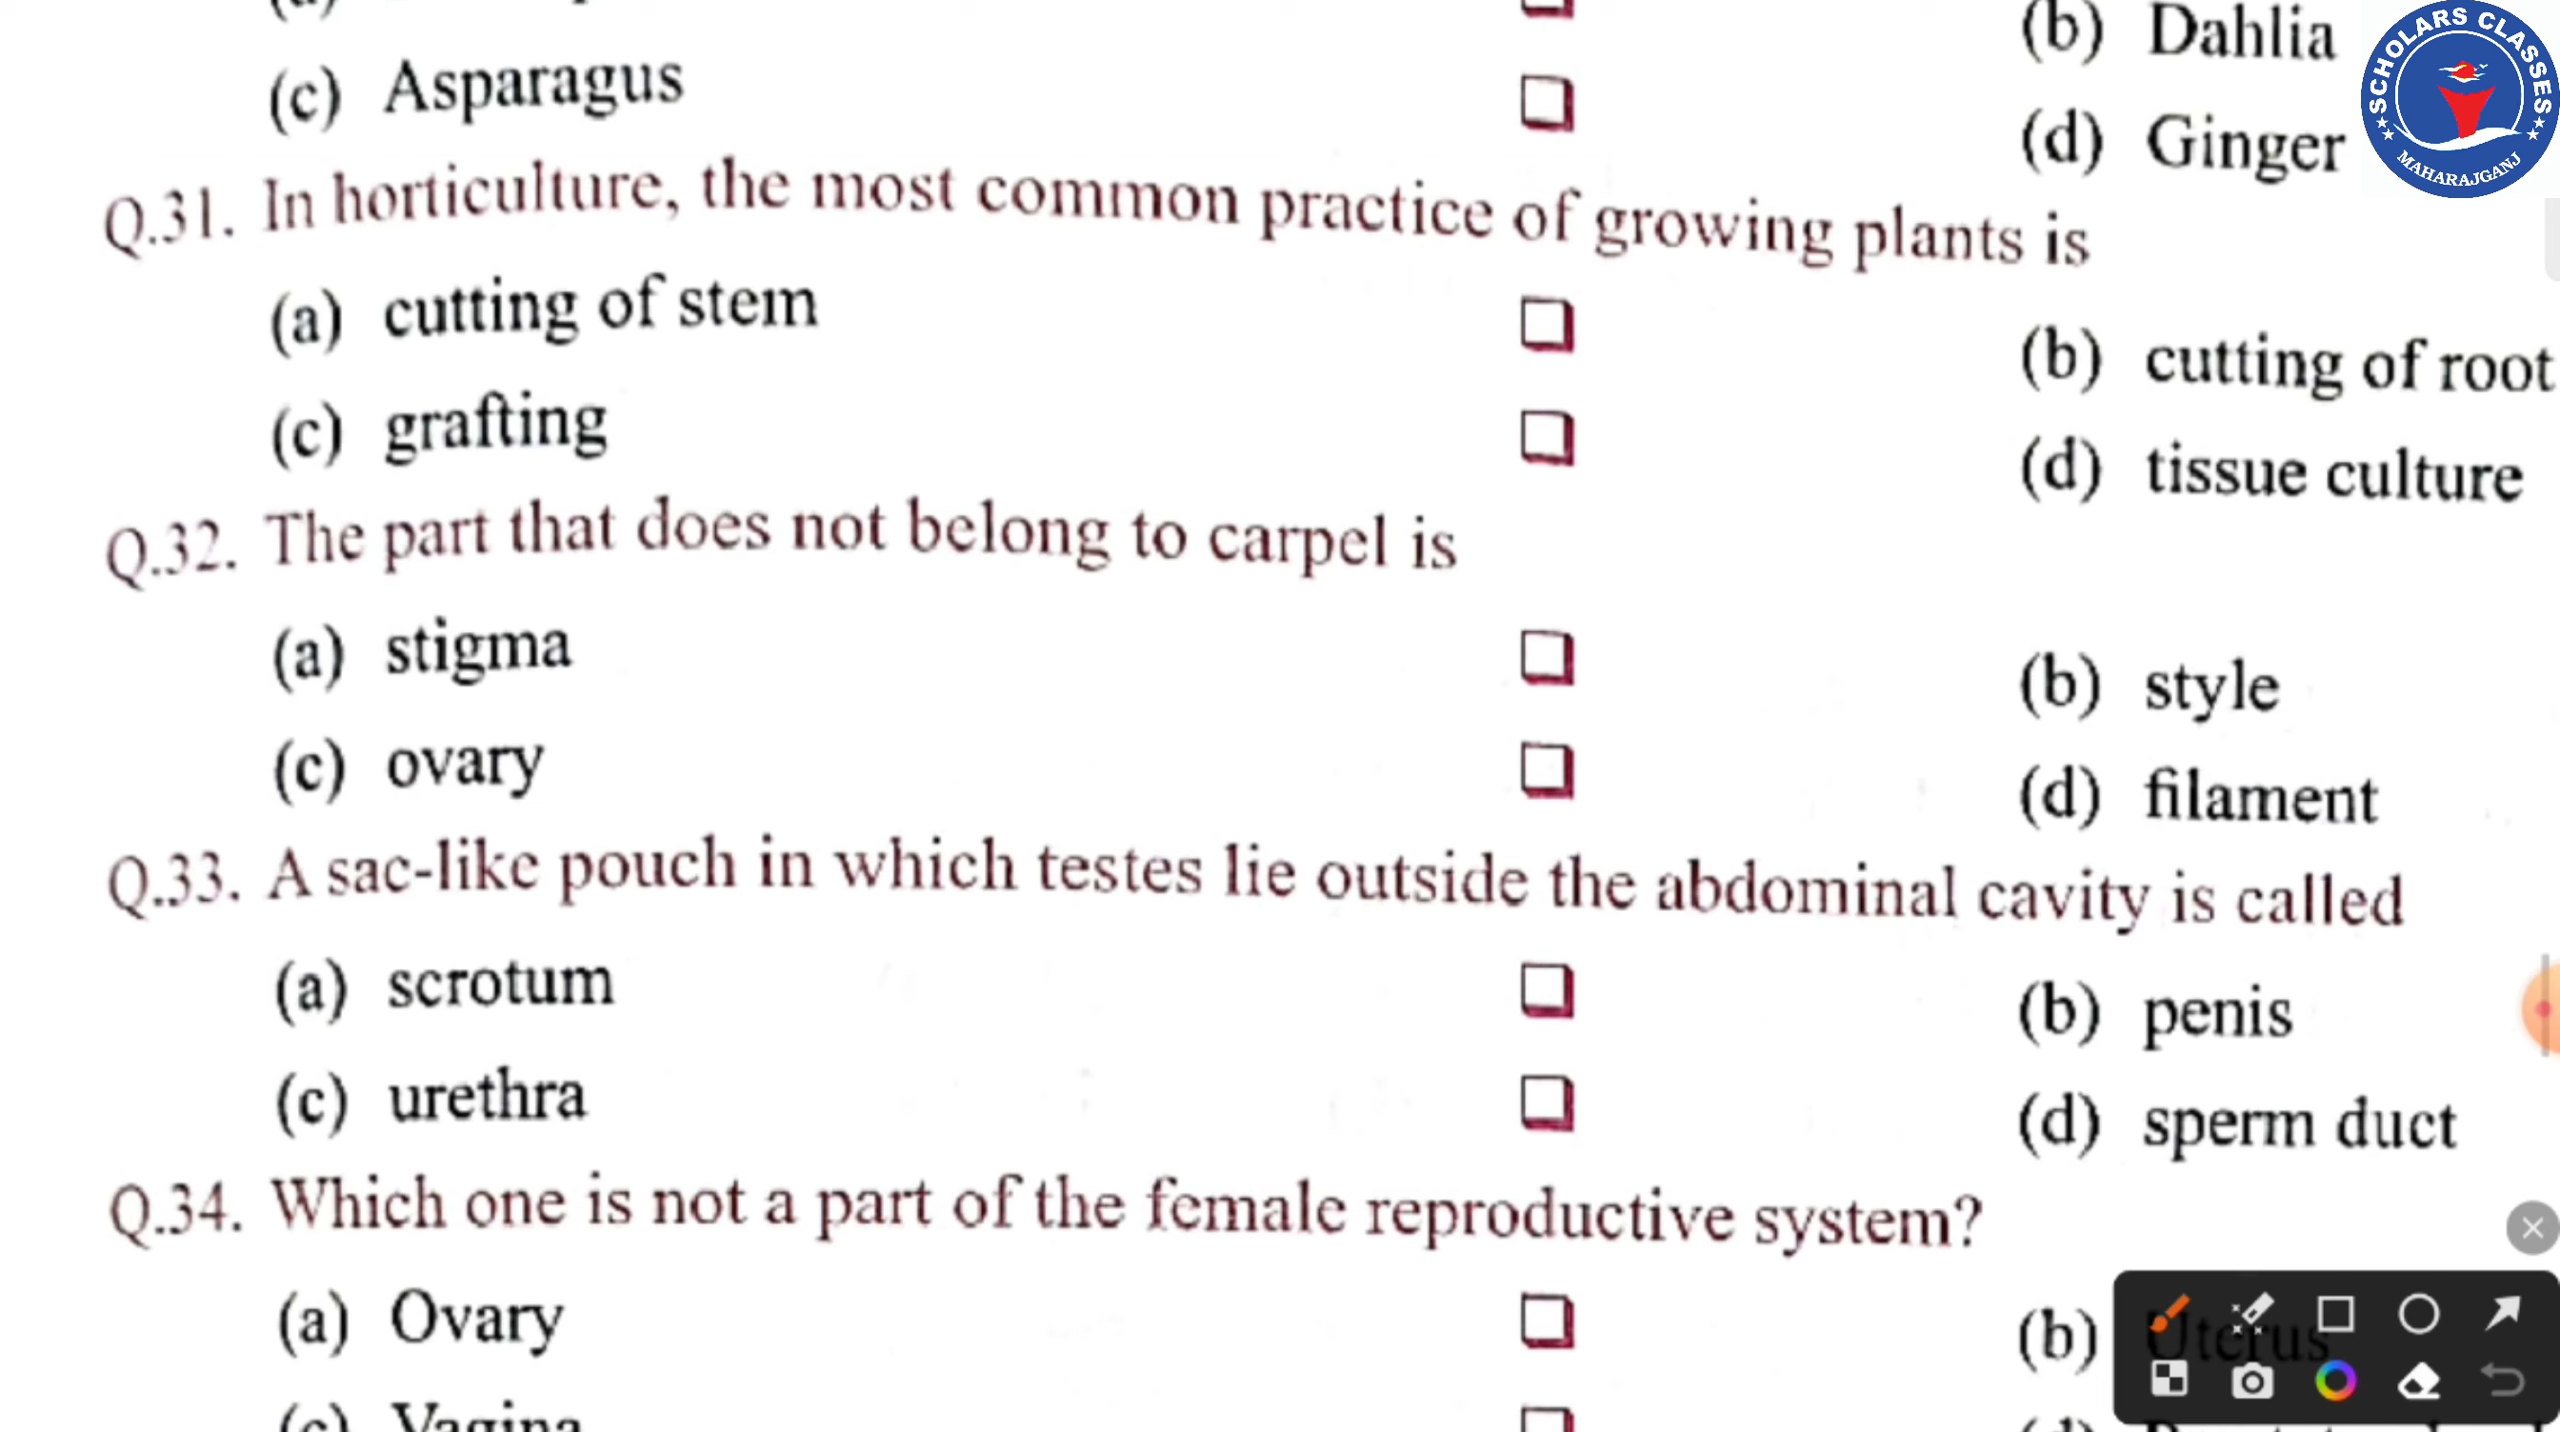 (b) Dahlia
(c) Asparagus
(d) Ginger
SCHOLARS CLASSES
MAHARAJGANJ
Q.31. In horticulture, the most common practice of growing plants is
(a) cutting of stem
(b) cutting of root
(c) grafting
(d) tissue culture
Q.32. The part that does not belong to carpel is
(a) stigma
(b) style
(c) ovary
(d) filament
Q.33. A sac-like pouch in which testes lie outside the abdominal cavity is called
(a) scrotum
(b) penis
(c) urethra
(d) sperm duct
Q.34. Which one is not a part of the female reproductive system?
(a) Ovary
(b) Uterus
(c) Vagina
(d)